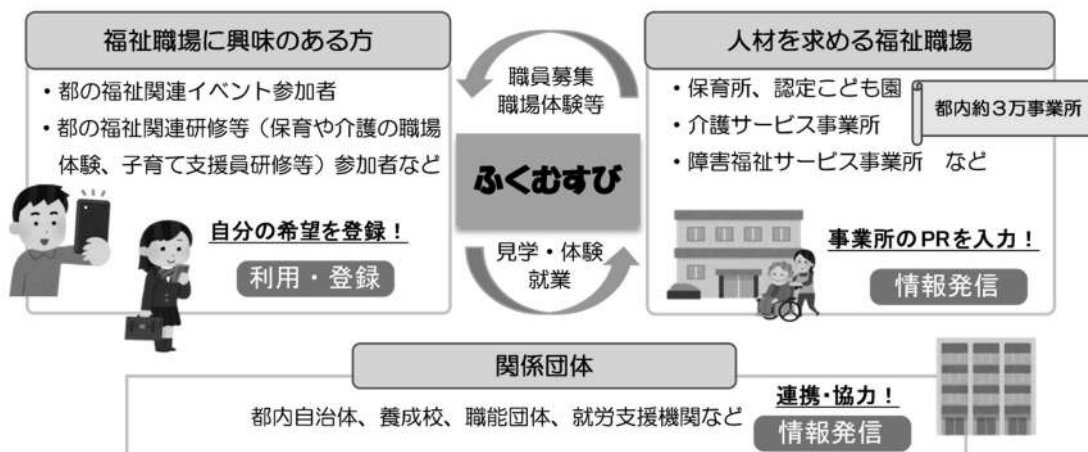 福祉職場に興味のある方
・都の福祉関連イベント参加者
・都の福祉関連研修等（保育や介護の職場
体験、子育て支援員研修等）参加者など
自分の希望を登録！
利用・登録
職員募集
職場体験等
ふくむすび
見学・体験
就業
人材を求める福祉職場
・保育所、認定こども園
・介護サービス事業所
・障害福祉サービス事業所　など
都内約３万事業所
事業所のPRを入力！
情報発信
関係団体
都内自治体、養成校、職能団体、就労支援機関など
連携・協力！
情報発信